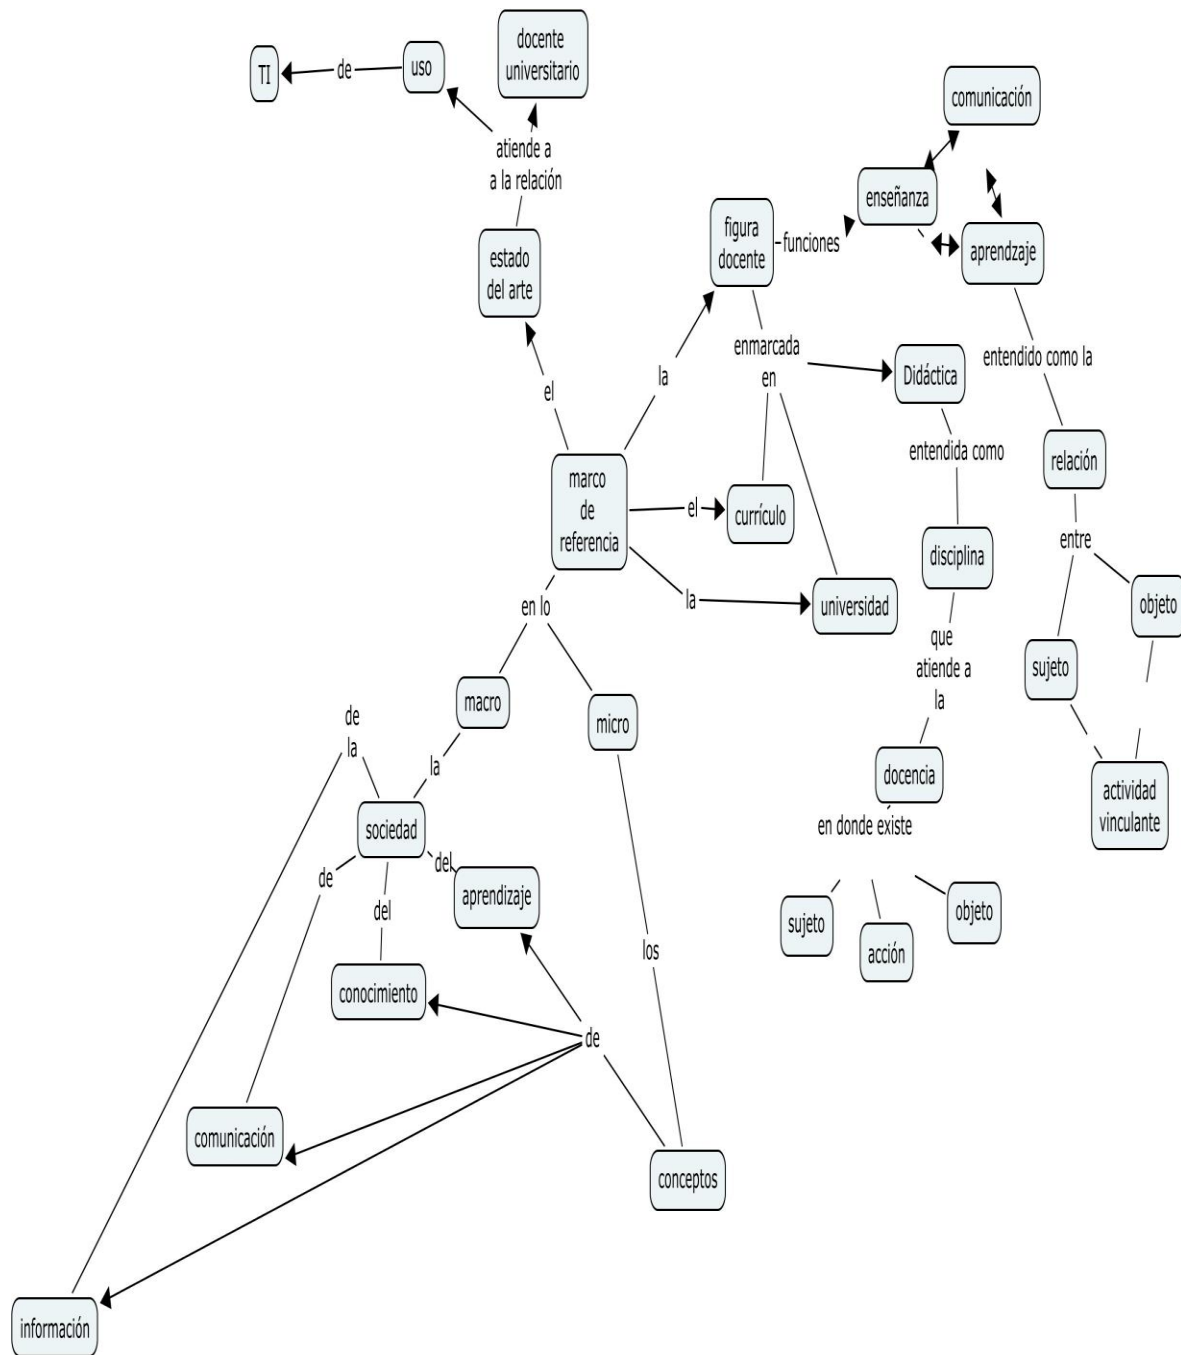 docente
universitario
uso
de
TI
comunicación
atiende a
a la relación
enseñanza
figura
docente
funciones
aprendzaje
estado
del arte
enmarcada
en
entendido como la
Didáctica
la
el
entendida como
relación
marco
de
referencia
el
currículo
entre
disciplina
la
universidad
objeto
en lo
que
atiende a
la
sujeto
macro
micro
de
la
la
docencia
actividad
vinculante
sociedad
en donde existe
del
de
aprendizaje
del
sujeto
objeto
acción
los
conocimiento
de
comunicación
conceptos
información